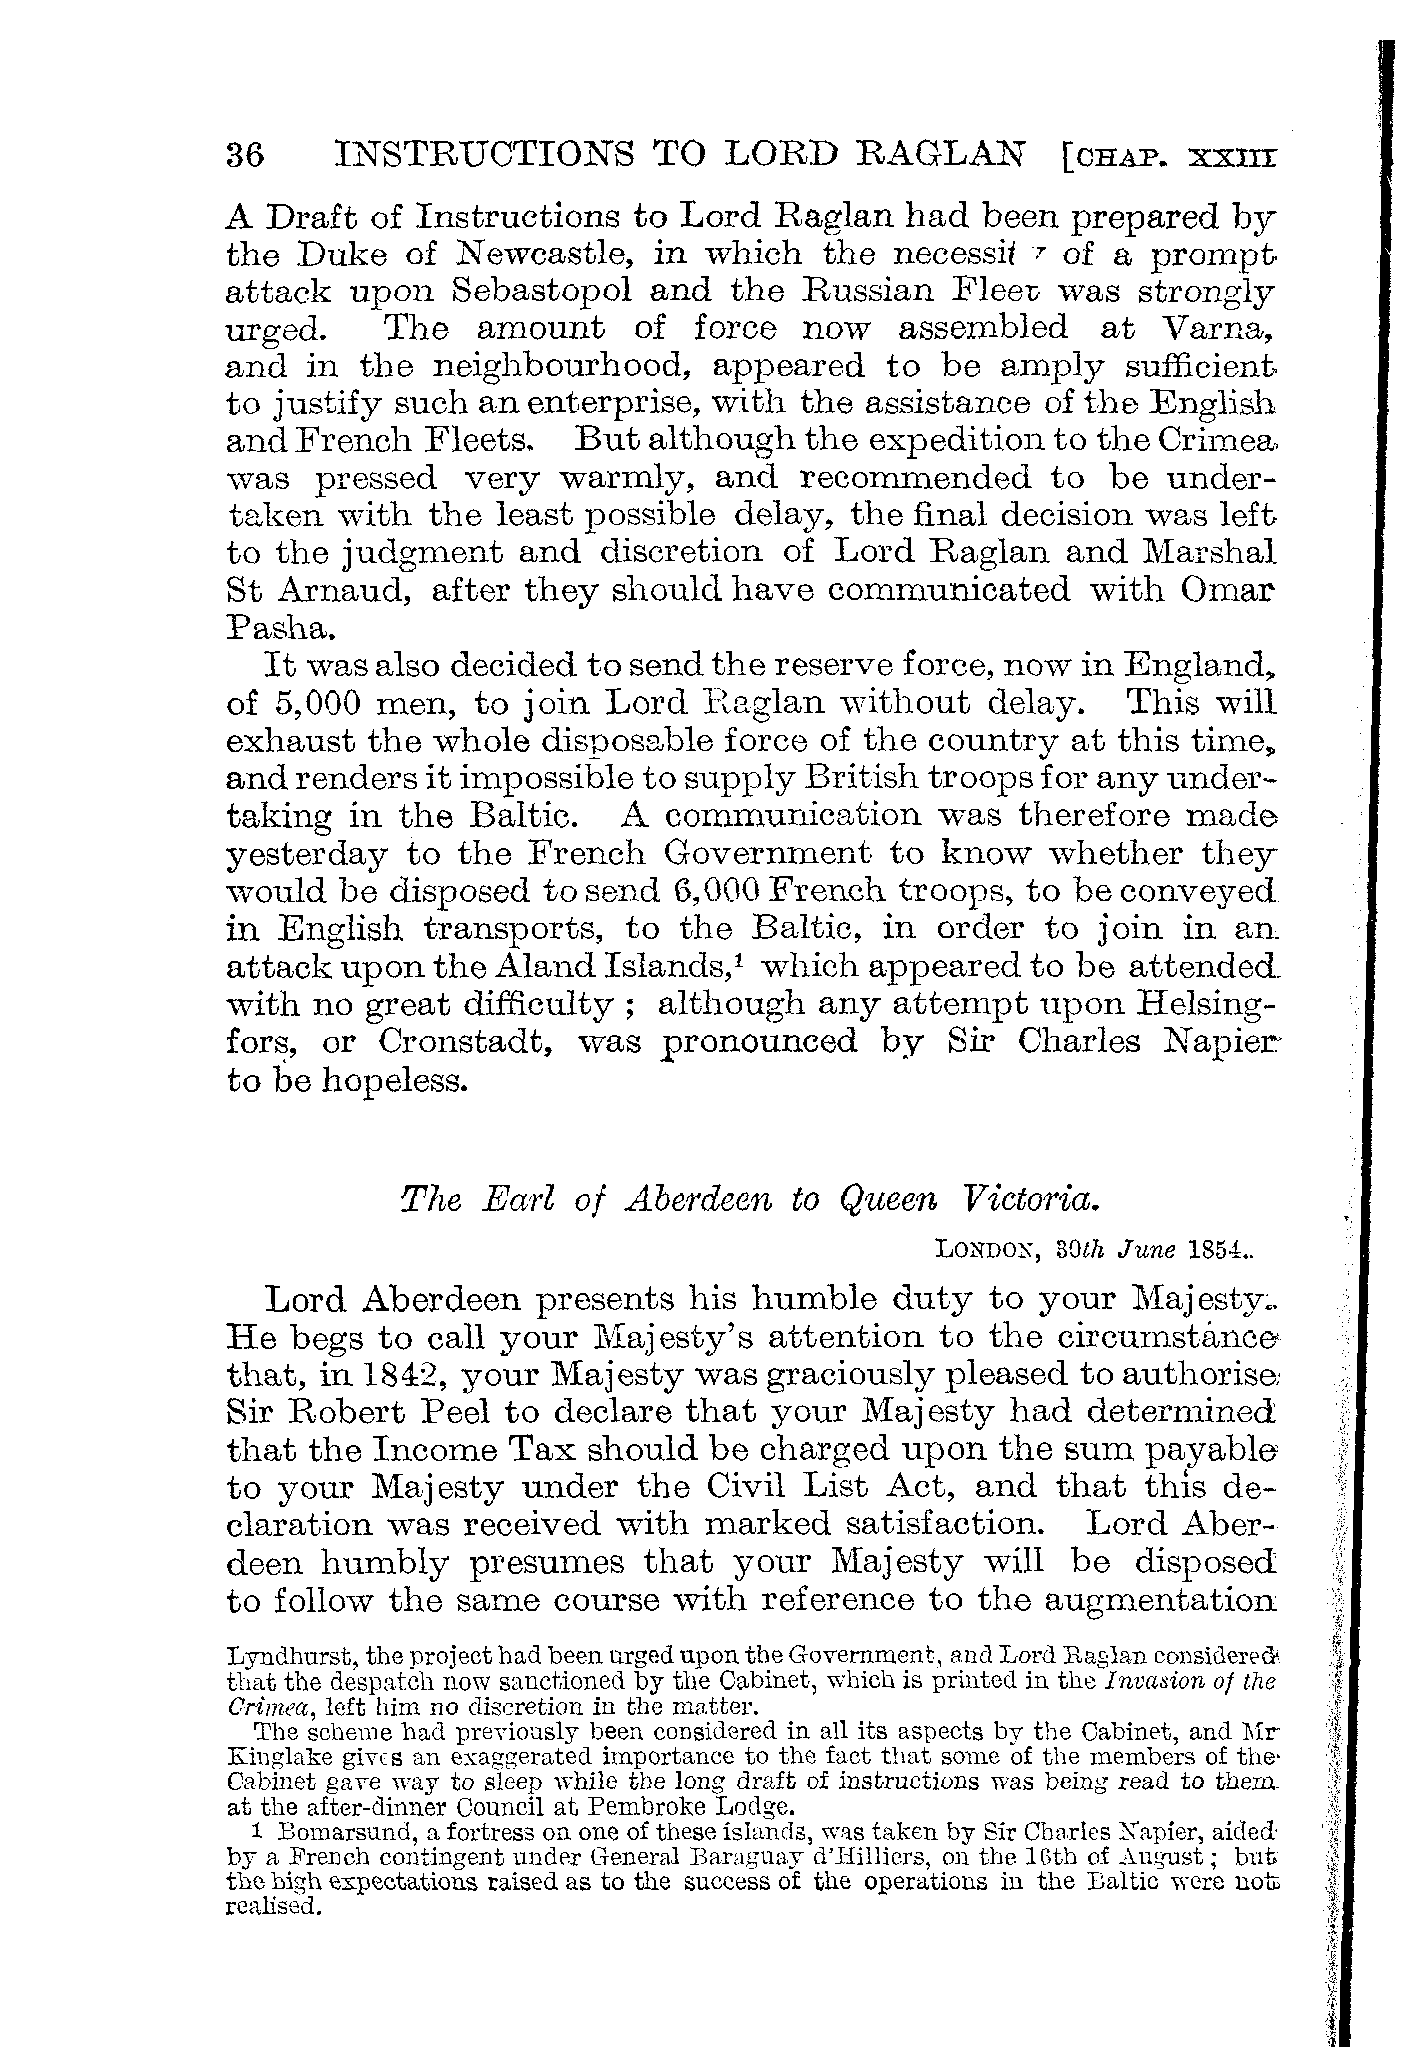 36 INSTRUCTIONS TO LORD RAGLAN [CHAP. XXIII
A Draft of Instructions to Lord Raglan had been prepared by
the Duke of Newcastle, in which the necessity of a prompt
attack upon Sebastopol and the Russian Fleet was strongly
urged. The amount of force now assembled at Varna,
and in the neighbourhood, appeared to be amply sufficient
to justify such an enterprise, with the assistance of the English
and French Fleets. But although the expedition to the Crimea
was pressed very warmly, and recommended to be under-
taken with the least possible delay, the final decision was left
to the judgment and discretion of Lord Raglan and Marshal
St Arnaud, after they should have communicated with Omar
Pasha.
It was also decided to send the reserve force, now in England,
of 5,000 men, to join Lord Raglan without delay. This will
exhaust the whole disposable force of the country at this time,
and renders it impossible to supply British troops for any under-
taking in the Baltic. A communication was therefore made
yesterday to the French Government to know whether they
would be disposed to send 6,000 French troops, to be conveyed
in English transports, to the Baltic, in order to join in an
attack upon the Aland Islands,¹ which appeared to be attended
with no great difficulty ; although any attempt upon Helsing-
fors, or Cronstadt, was pronounced by Sir Charles Napier
to be hopeless.
The Earl of Aberdeen to Queen Victoria.
LONDON, 30th June 1854.
Lord Aberdeen presents his humble duty to your Majesty.
He begs to call your Majesty's attention to the circumstance
that, in 1842, your Majesty was graciously pleased to authorise
Sir Robert Peel to declare that your Majesty had determined
that the Income Tax should be charged upon the sum payable
to your Majesty under the Civil List Act, and that this de-
claration was received with marked satisfaction. Lord Aber-
deen humbly presumes that your Majesty will be disposed
to follow the same course with reference to the augmentation
Lyndhurst, the project had been urged upon the Government, and Lord Raglan considered
that the despatch now sanctioned by the Cabinet, which is printed in the Invasion of the
Crimea, left him no discretion in the matter.
The scheme had previously been considered in all its aspects by the Cabinet, and Mr
Kinglake gives an exaggerated importance to the fact that some of the members of the
Cabinet gave way to sleep while the long draft of instructions was being read to them
at the after-dinner Council at Pembroke Lodge.
1 Bomarsund, a fortress on one of these islands, was taken by Sir Charles Napier, aided
by a French contingent under General Baraguay d'Hilliers, on the 16th of August ; but
the high expectations raised as to the success of the operations in the Baltic were not
realised.